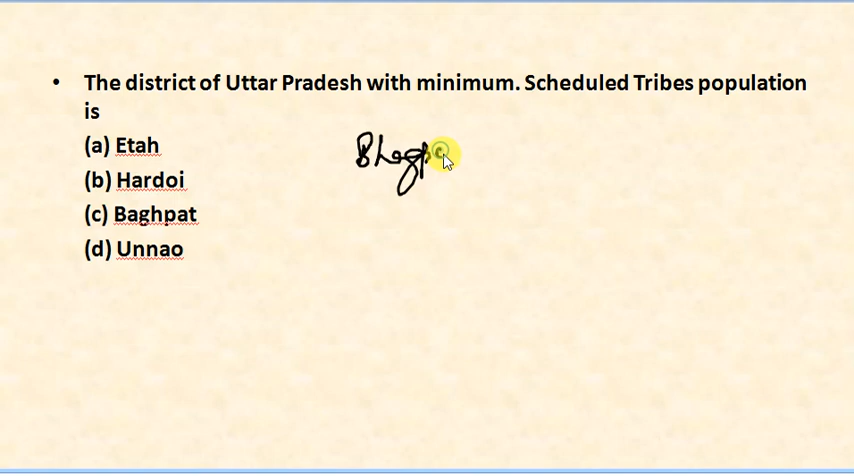 • The district of Uttar Pradesh with minimum. Scheduled Tribes population
is
(a) Etah
(b) Hardoi
(c) Baghpat
(d) Unnao